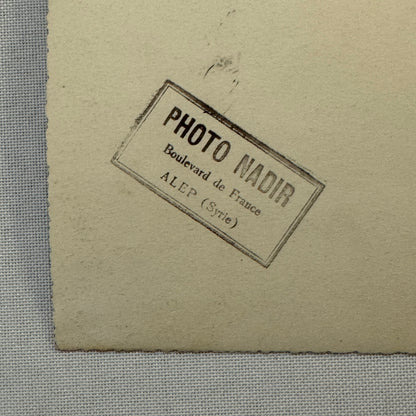 PHOTO NADIR
Boulevard de France
ALEP (Syrie)